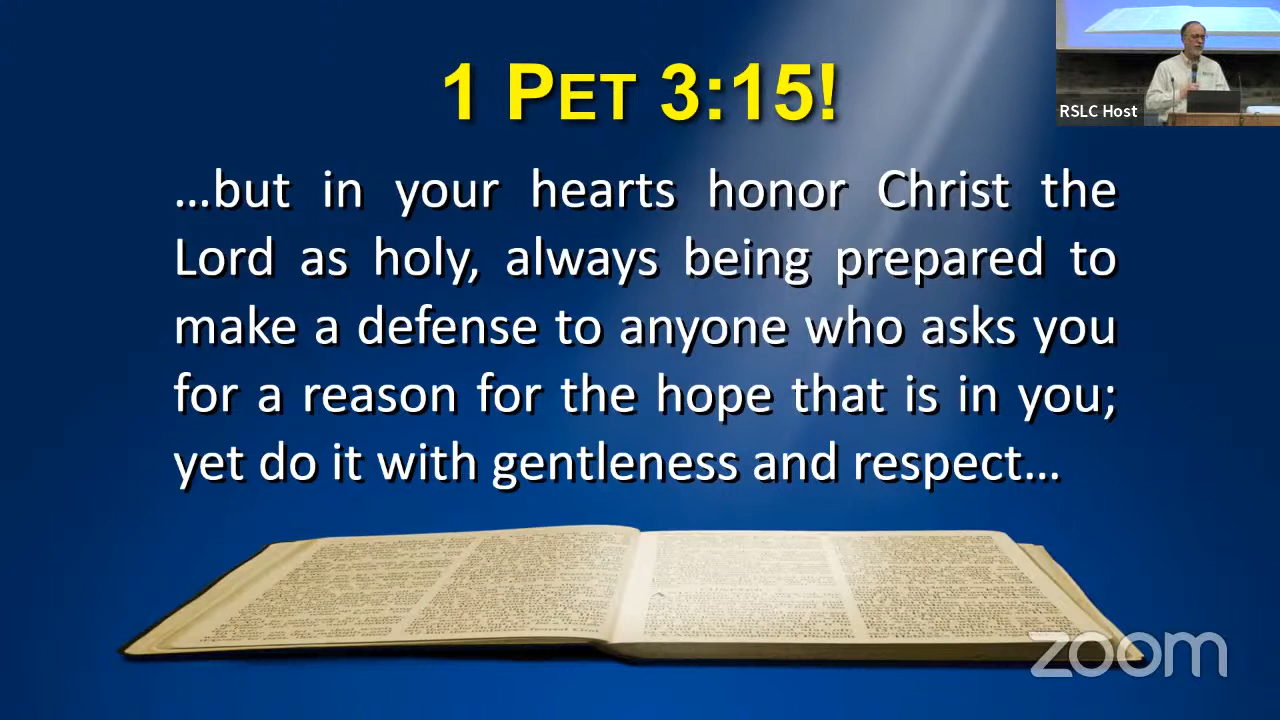 1 PET 3:15!
RSLC Host
…but in your hearts honor Christ the
Lord as holy, always being prepared to
make a defense to anyone who asks you
for a reason for the hope that is in you;
yet do it with gentleness and respect…
zoom